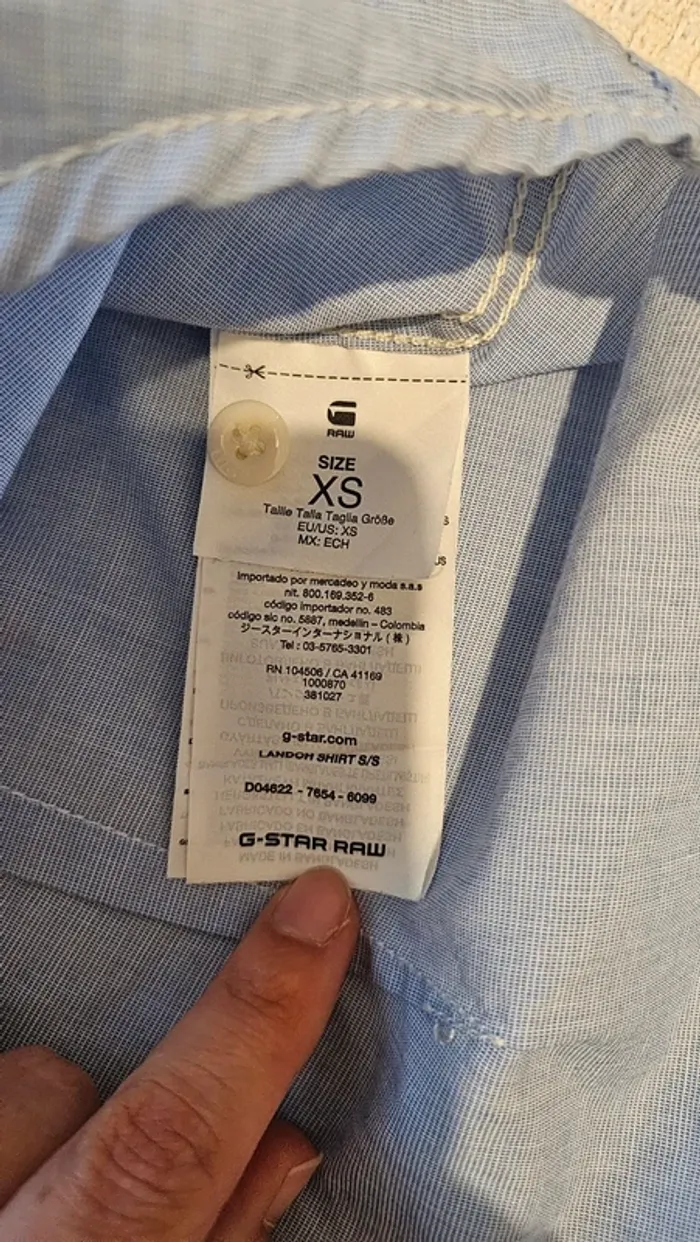 RAW
SIZE
XS
Taille Talla Taglia Größe
EU/US: XS
MX: ECH
Importado por mercadeo y moda s.a.s
nit. 800.169.352-6
código importador no. 483
código sic no. 5887, medellin – Colombia
ジースターインターナショナル (株)
Tel : 03-5765-3301
RN 104506 / CA 41169
1000870
381027
g-star.com
LANDOH SHIRT S/S
D04622 - 7654 - 6099
G-STAR RAW
MADE IN BANGLADESH